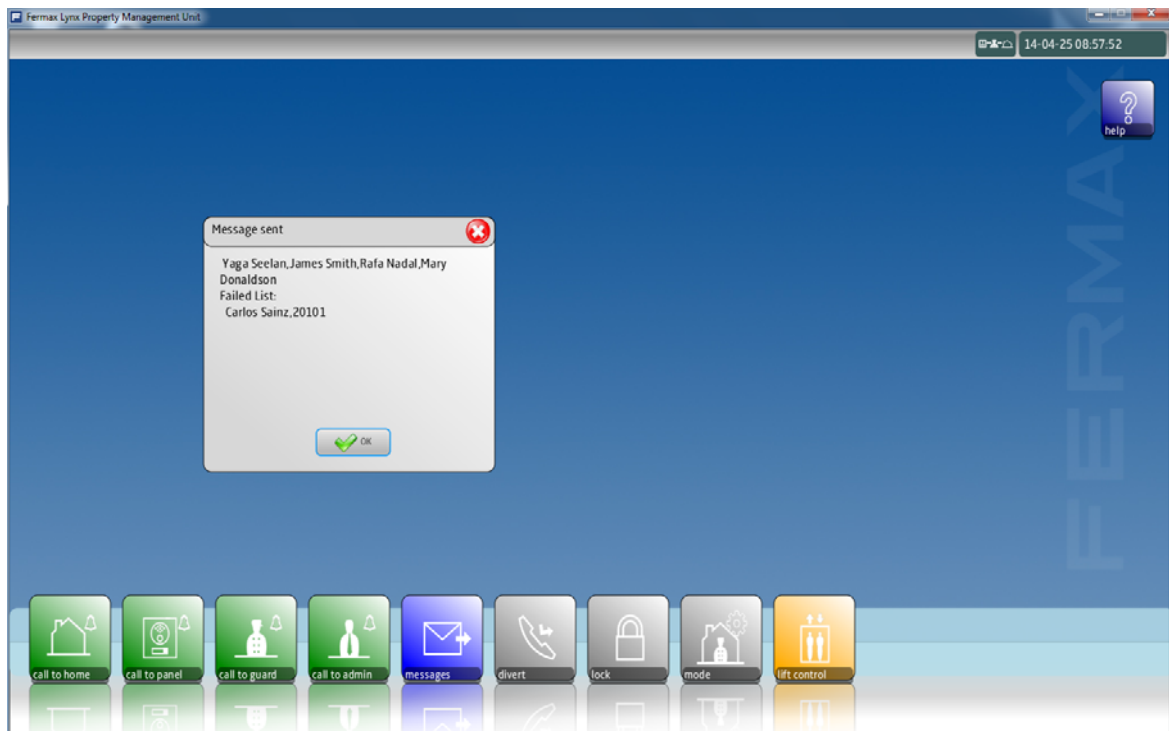 Fermax Lynx Property Management Unit
14-04-25 08:57:52
help
FERMAX
Message sent
Yaga Seelan,James Smith,Rafa Nadal,Mary
Donaldson
Failed List:
Carlos Sainz,20101
OK
call to home
call to panel
call to guard
call to admin
messages
divert
lock
mode
lift control